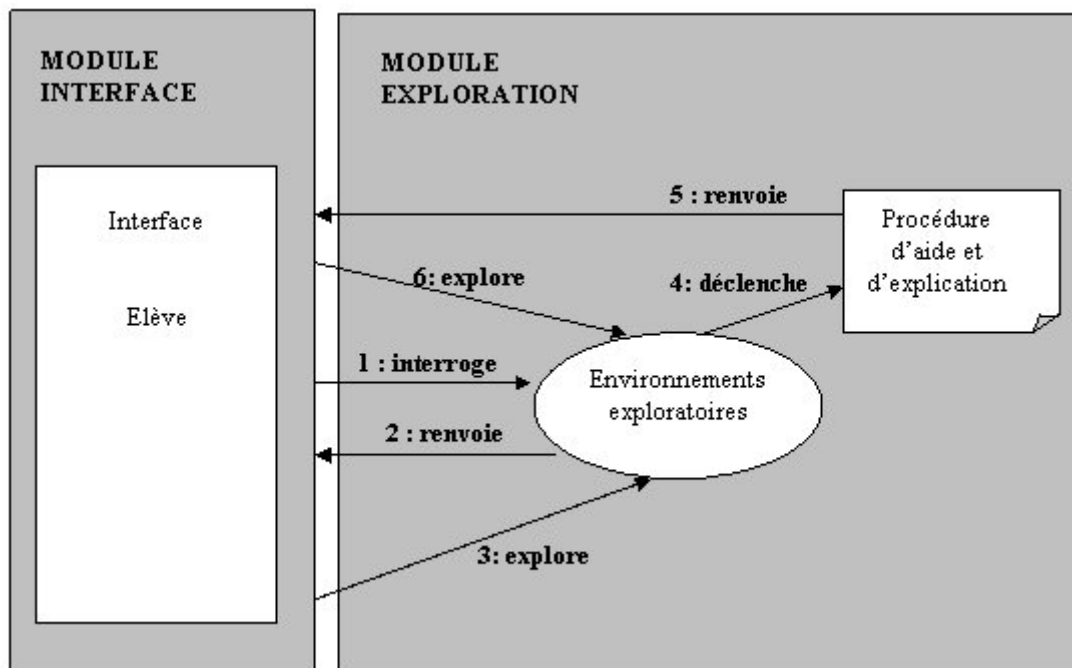 MODULE
INTERFACE
Interface
Elève
MODULE
EXPLORATION
5 : renvoie
Procédure
d'aide et
d'explication
6: explore
4: déclenche
1 : interroge
Environnements
exploratoires
2 : renvoie
3: explore